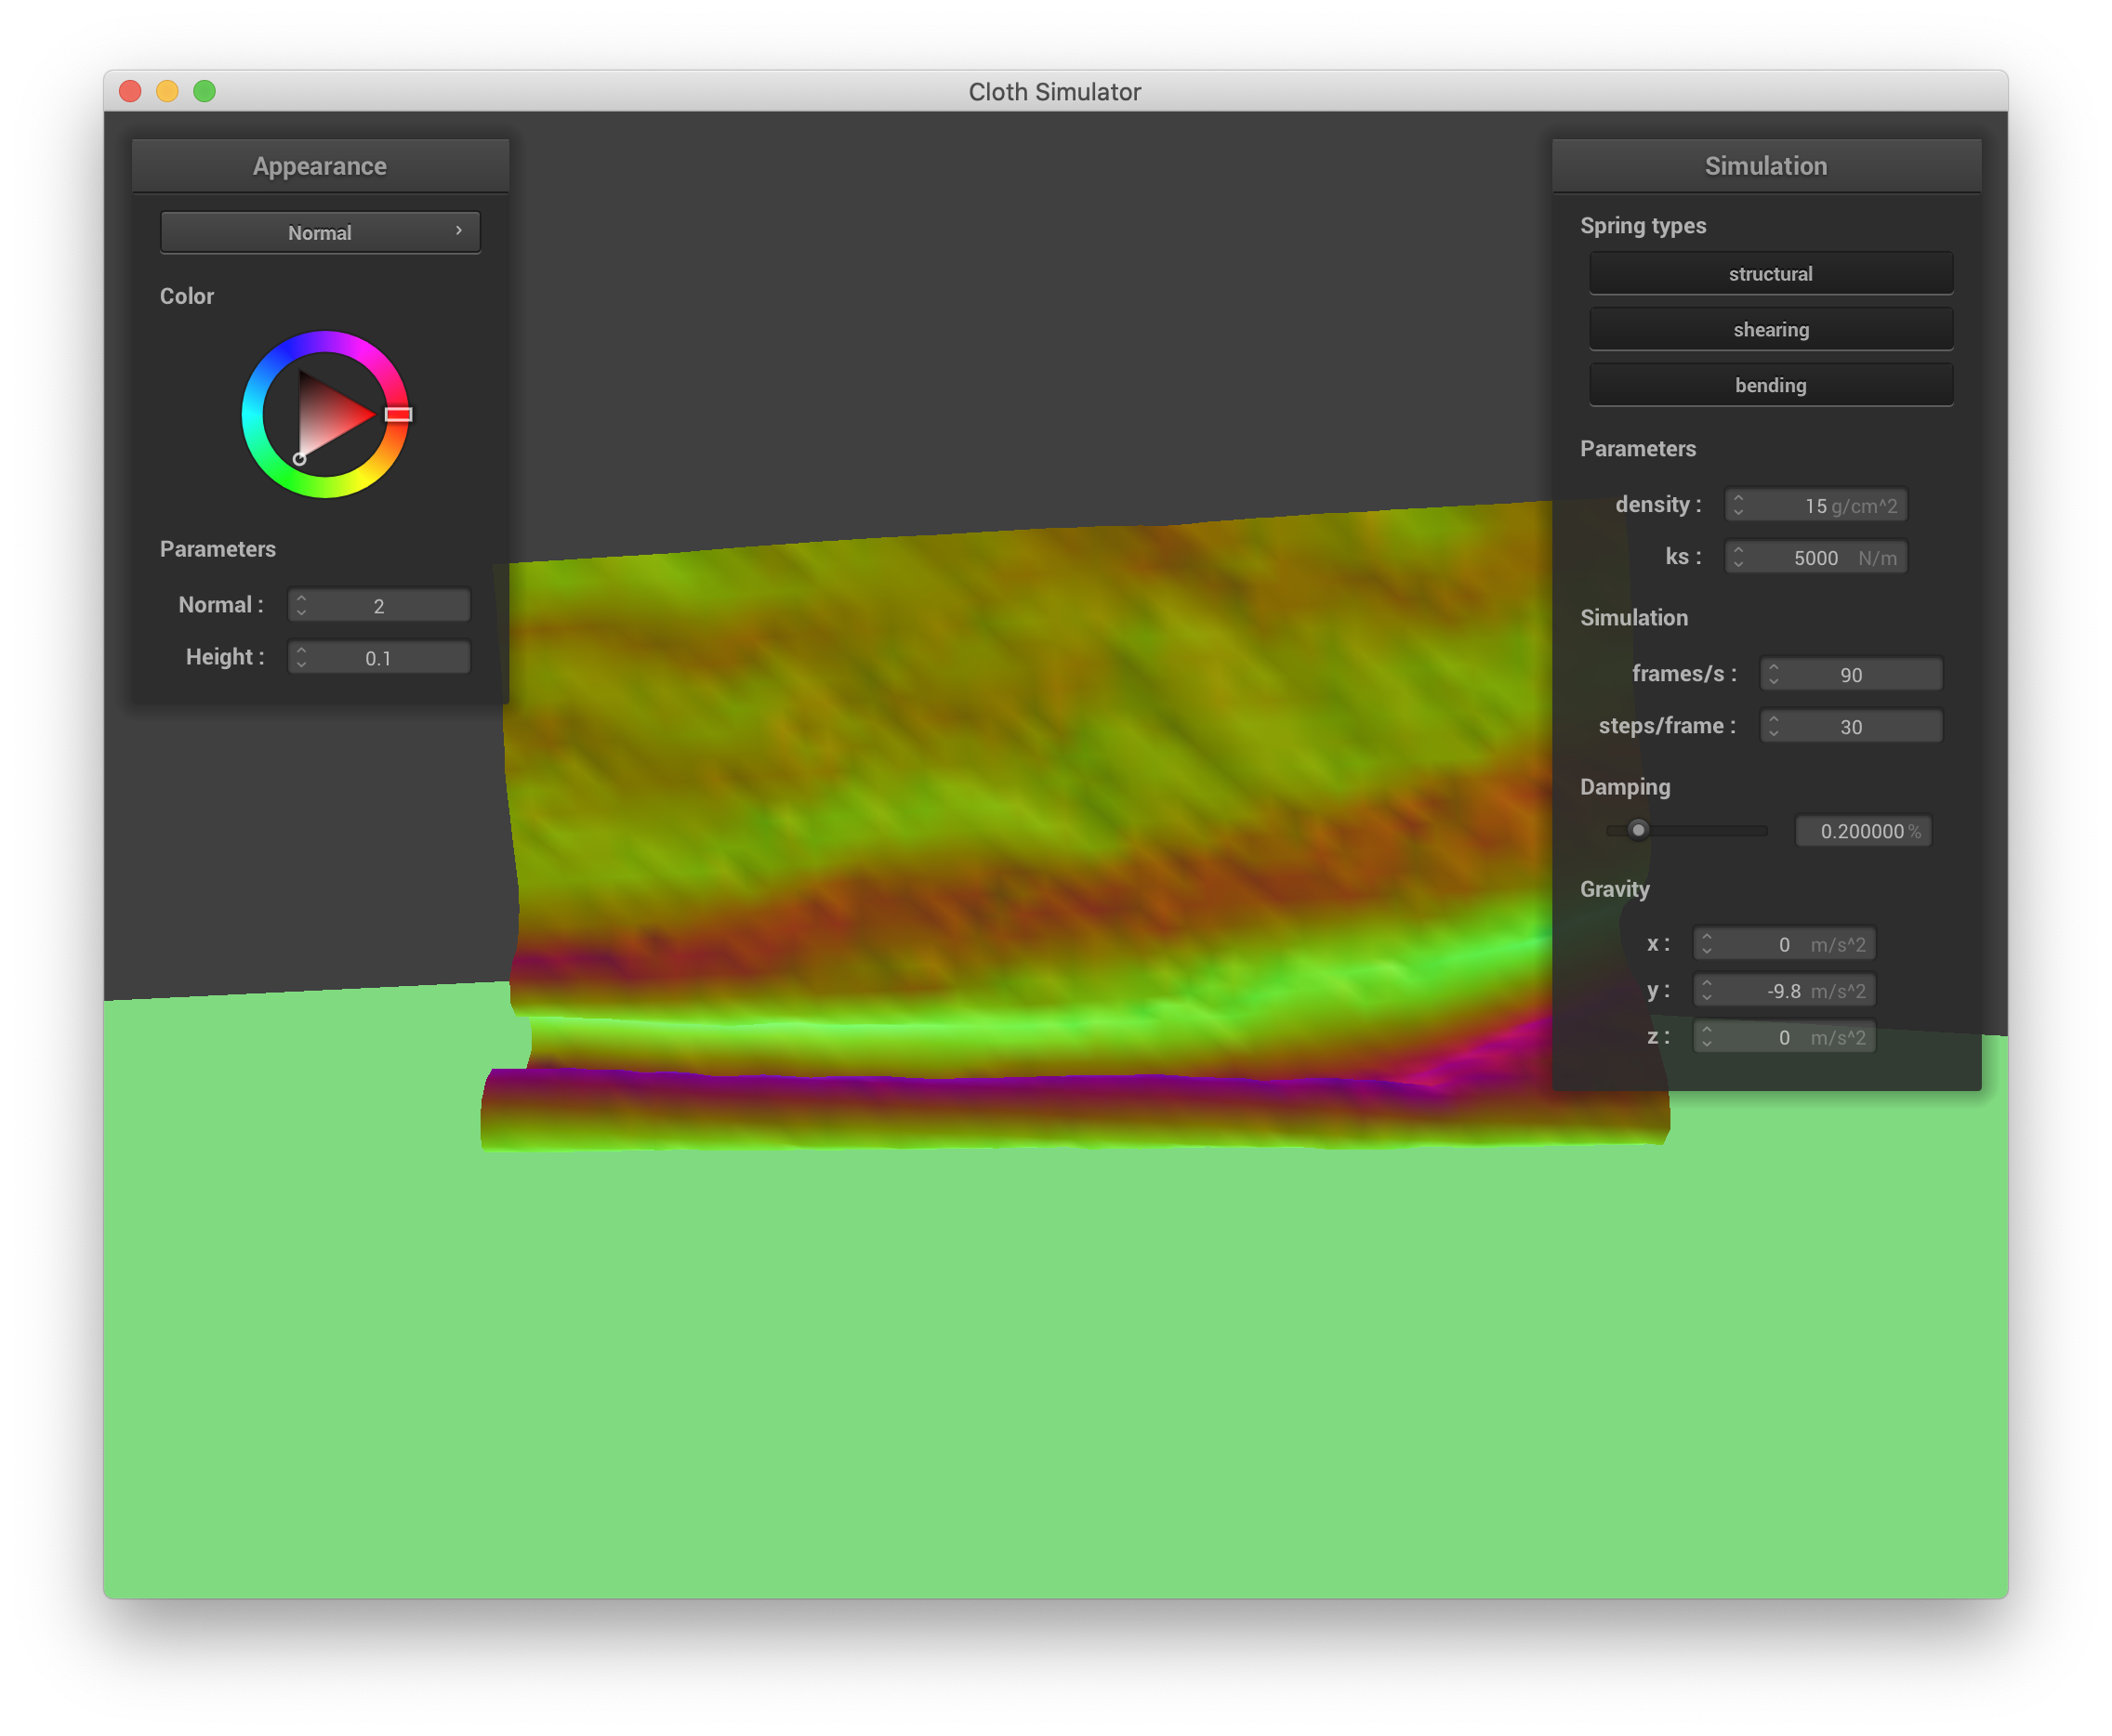 Cloth Simulator
Appearance
Normal
Color
Parameters
Normal : 2
Height : 0.1
Simulation
Spring types
structural
shearing
bending
Parameters
density : 15 g/cm^2
ks : 5000 N/m
Simulation
frames/s : 90
steps/frame : 30
Damping
0.200000 %
Gravity
x : 0 m/s^2
y : -9.8 m/s^2
z : 0 m/s^2